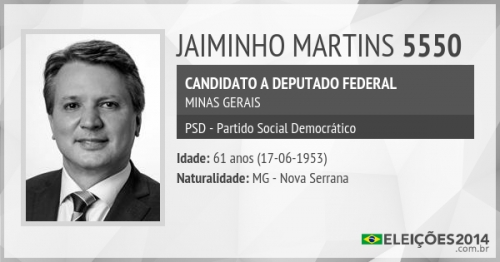 JAIMINHO MARTINS 5550
CANDIDATO A DEPUTADO FEDERAL
MINAS GERAIS
PSD - Partido Social Democrático
Idade: 61 anos (17-06-1953)
Naturalidade: MG - Nova Serrana
ELEIÇÕES2014
.com.br